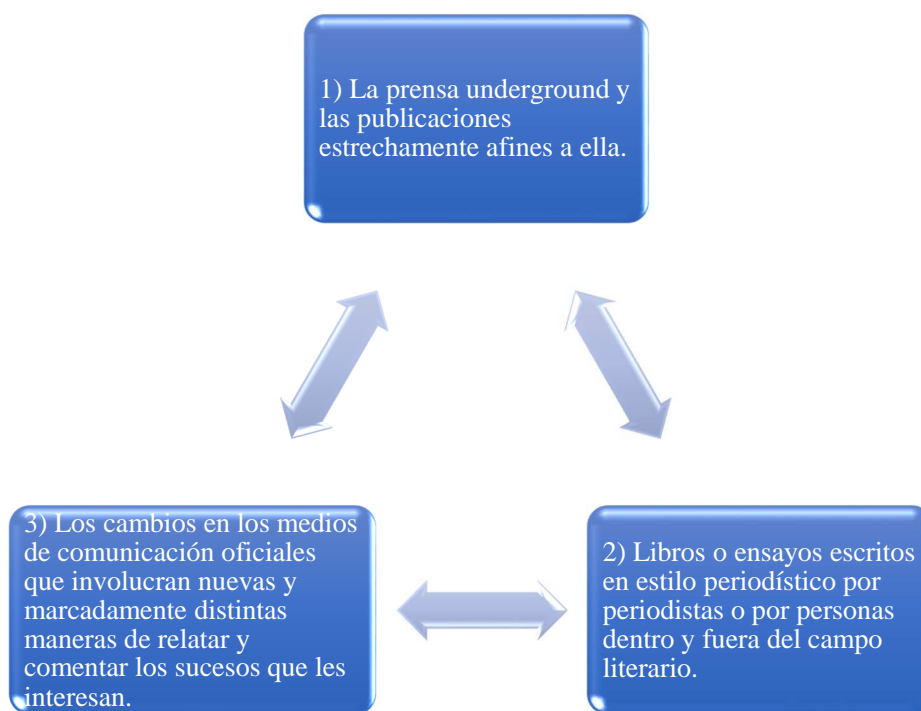 1) La prensa underground y
las publicaciones
estrechamente afines a ella.
3) Los cambios en los medios
de comunicación oficiales
que involucran nuevas y
marcadamente distintas
maneras de relatar y
comentar los sucesos que les
interesan.
2) Libros o ensayos escritos
en estilo periodístico por
periodistas o por personas
dentro y fuera del campo
literario.